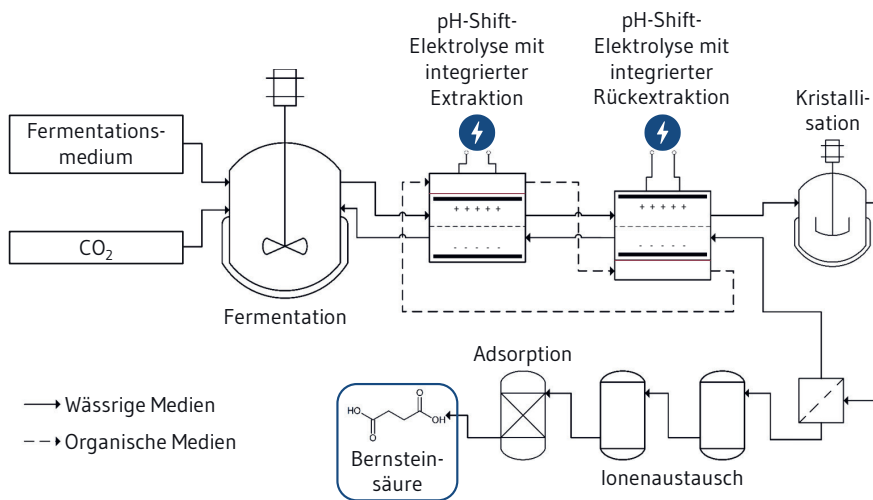 pH-Shift-
Elektrolyse mit
integrierter
Extraktion
pH-Shift-
Elektrolyse mit
integrierter
Rückextraktion
Kristalli-
sation
Fermentations-
medium
+ + + + +
- - - - -
+ + + + +
- - - - -
CO₂
Fermentation
Adsorption
Wässrige Medien
Organische Medien
HO
O
O
OH
Bernstein-
säure
Ionenaustausch